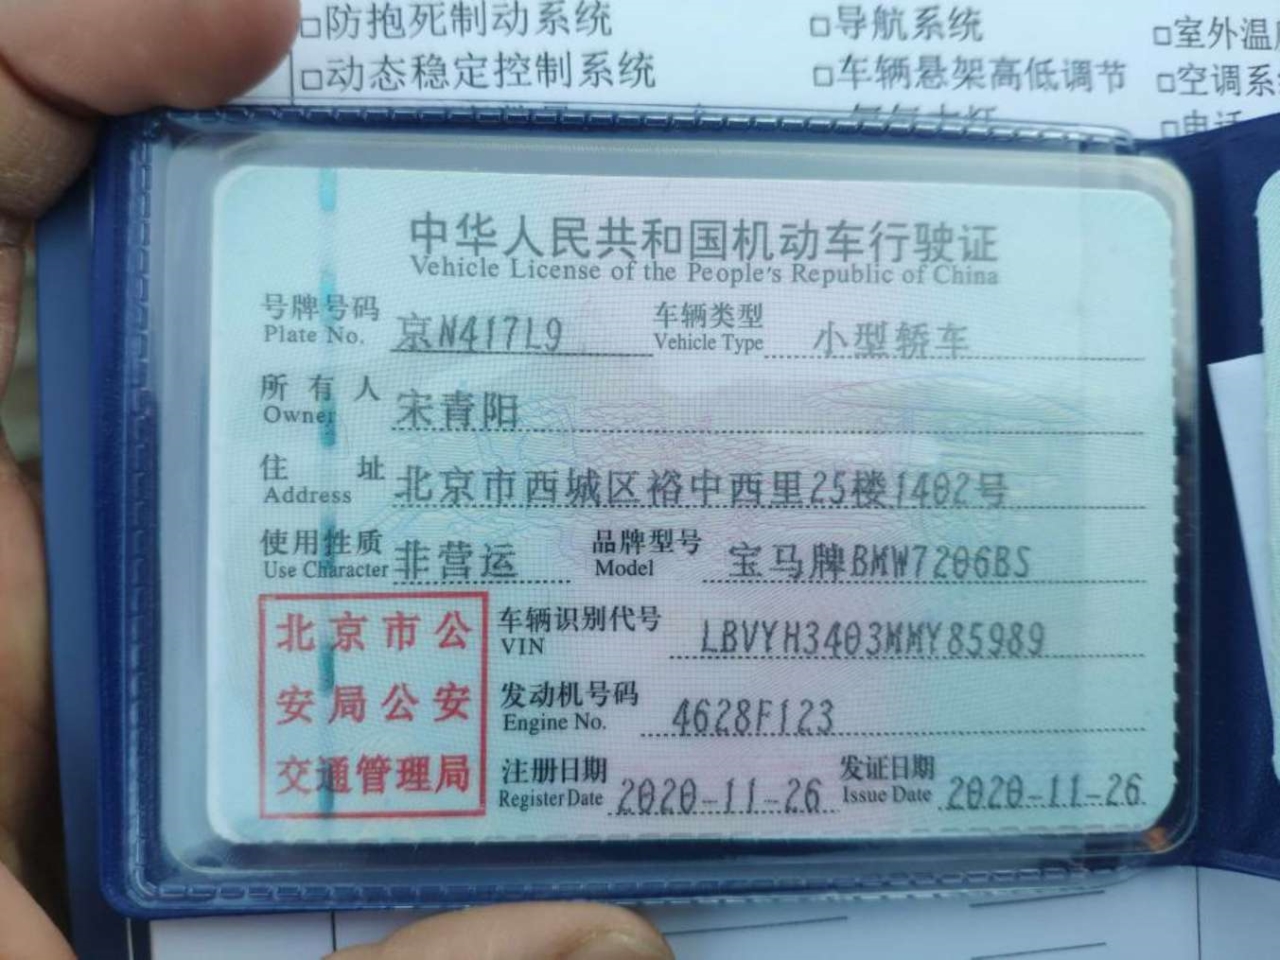 □防抱死制动系统 □导航系统 □室外温
□动态稳定控制系统 □车辆悬架高低调节 □空调系
中华人民共和国机动车行驶证
Vehicle License of the People's Republic of China
号牌号码 京N417L9 车辆类型 小型轿车
Plate No. Vehicle Type
所有人 宋青阳
Owner
住址 北京市西城区裕中西里25楼1402号
Address
使用性质 非营运 品牌型号 宝马牌BMW7206BS
Use Character Model
北京市公
安局公安
交通管理局
车辆识别代号 LBVYH3403MMY85989
VIN
发动机号码 4628F123
Engine No.
注册日期 2020-11-26 发证日期 2020-11-26
Register Date Issue Date